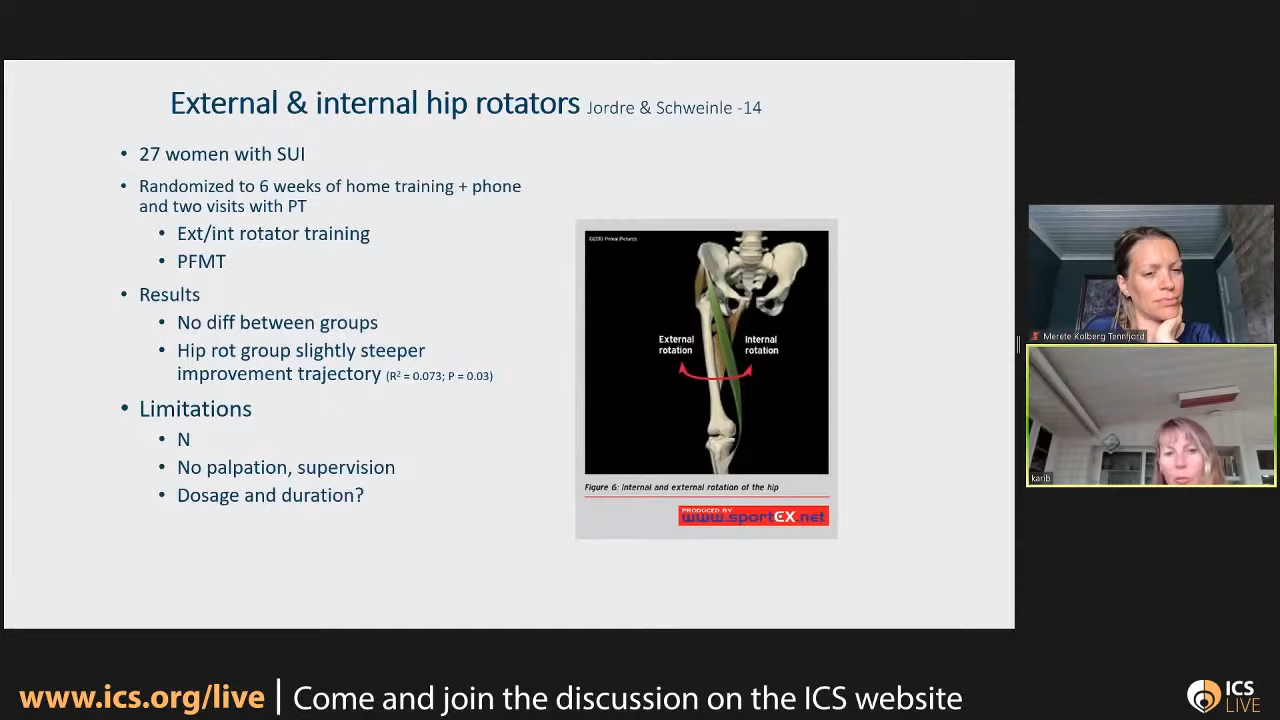 External & internal hip rotators Jordre & Schweinle -14
• 27 women with SUI
• Randomized to 6 weeks of home training + phone
and two visits with PT
• Ext/int rotator training
• PFMT
• Results
• No diff between groups
• Hip rot group slightly steeper
improvement trajectory (R² = 0.073; P = 0.03)
• Limitations
• N
• No palpation, supervision
• Dosage and duration?
©2010 Primal Pictures
External
rotation
Internal
rotation
Figure 6: Internal and external rotation of the hip
PRODUCED BY
www.sportEX.net
Merete Kolberg Tennfjord
karib
www.ics.org/live | Come and join the discussion on the ICS website
ICS
LIVE